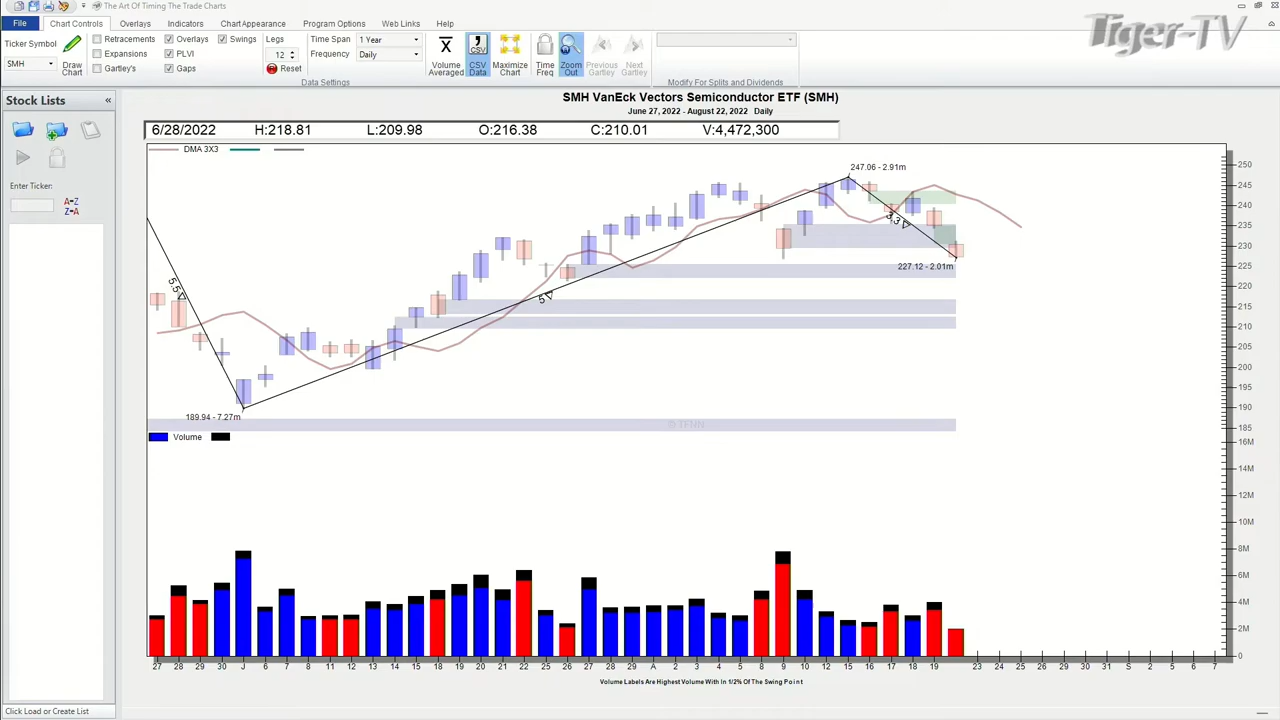 The Art Of Timing The Trade Charts
File Chart Controls Overlays Indicators Chart Appearance Program Options Web Links Help
Tiger-TV
Ticker Symbol
SMH
Draw Chart
Retracements Overlays Swings
Expansions PLVI
Gartley's Gaps
Legs
12
Reset
Time Span 1 Year
Frequency Daily
Data Settings
Volume Averaged
CSV Data
Maximize Chart
Time Freq
Zoom Out
Previous Gartley
Next Gartley
Modify For Splits and Dividends
Stock Lists «
Enter Ticker:
A-Z
Z-A
Click Load or Create List
SMH VanEck Vectors Semiconductor ETF (SMH)
June 27, 2022 - August 22, 2022 Daily
6/28/2022 H:218.81 L:209.98 O:216.38 C:210.01 V:4,472,300
DMA 3X3
247.06 - 2.91m
3.3
227.12 - 2.01m
5.5
5
189.94 - 7.27m
© TFNN
Volume
250
245
240
235
230
225
220
215
210
205
200
195
190
185
16M
14M
12M
10M
8M
6M
4M
2M
0
27 28 29 30 J 5 6 7 8 11 12 13 14 15 18 19 20 21 22 25 26 27 28 29 A 2 3 4 5 8 9 10 12 15 16 17 18 19 23 24 25 26 29 30 31 S 2 5 6 7
Volume Labels Are Highest Volume With In 1/2% Of The Swing Point